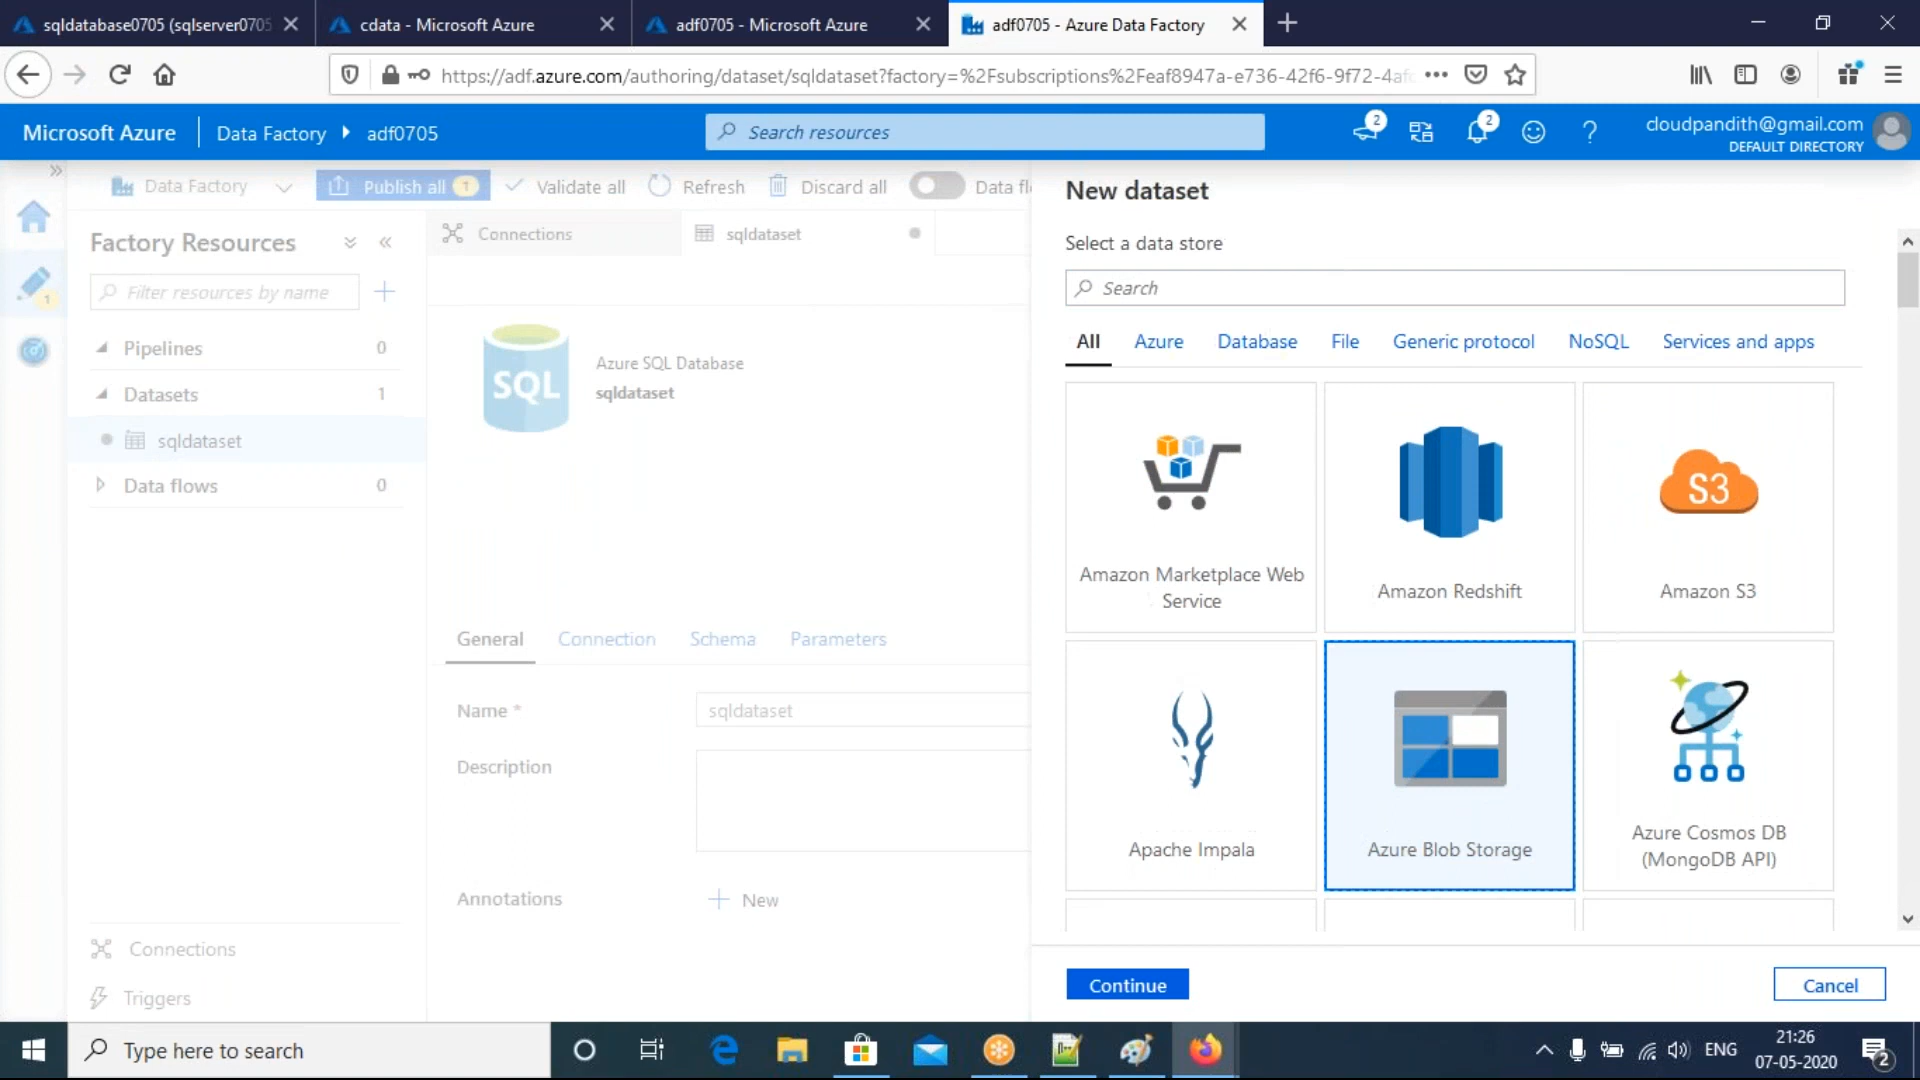 sqldatabase0705 (sqlserver0705
cdata - Microsoft Azure
adf0705 - Microsoft Azure
adf0705 - Azure Data Factory
https://adf.azure.com/authoring/dataset/sqldataset?factory=%2Fsubscriptions%2Feaf8947a-e736-42f6-9f72-4af
Microsoft Azure
Data Factory
adf0705
Search resources
2
2
?
cloudpandith@gmail.com
DEFAULT DIRECTORY
Data Factory
Publish all 1
Validate all
Refresh
Discard all
Data fl
New dataset
Factory Resources
Connections
sqldataset
Select a data store
Filter resources by name
Search
1
All
Azure
Database
File
Generic protocol
NoSQL
Services and apps
Pipelines 0
Datasets 1
sqldataset
Data flows 0
SQL
Azure SQL Database
sqldataset
S3
Amazon Marketplace Web
Service
Amazon Redshift
Amazon S3
General
Connection
Schema
Parameters
Name *
sqldataset
Description
Annotations
New
Apache Impala
Azure Blob Storage
Azure Cosmos DB
(MongoDB API)
Connections
Triggers
Continue
Cancel
Type here to search
ENG
21:26
07-05-2020
2